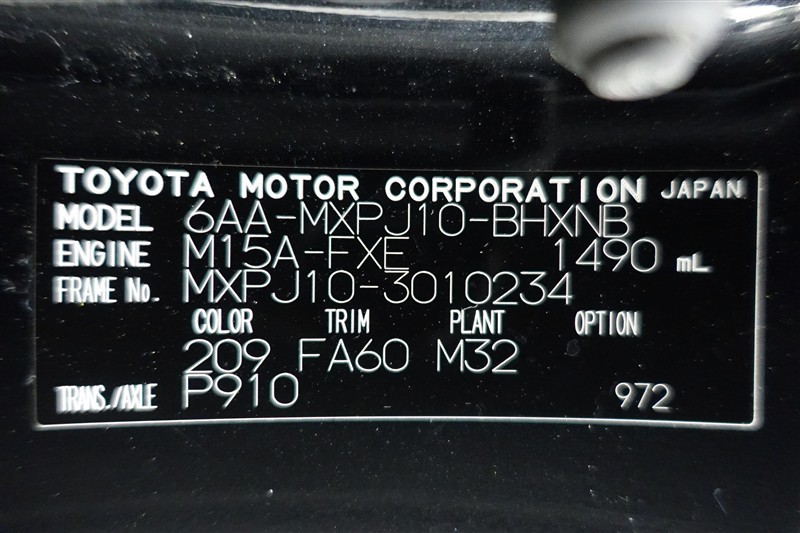 TOYOTA MOTOR CORPORATION JAPAN
MODEL 6AA-MXPJ10-BHXNB
ENGINE M15A-FXE 1490 mL
FRAME No. MXPJ10-3010234
COLOR TRIM PLANT OPTION
209 FA60 M32
TRANS./AXLE P910 972